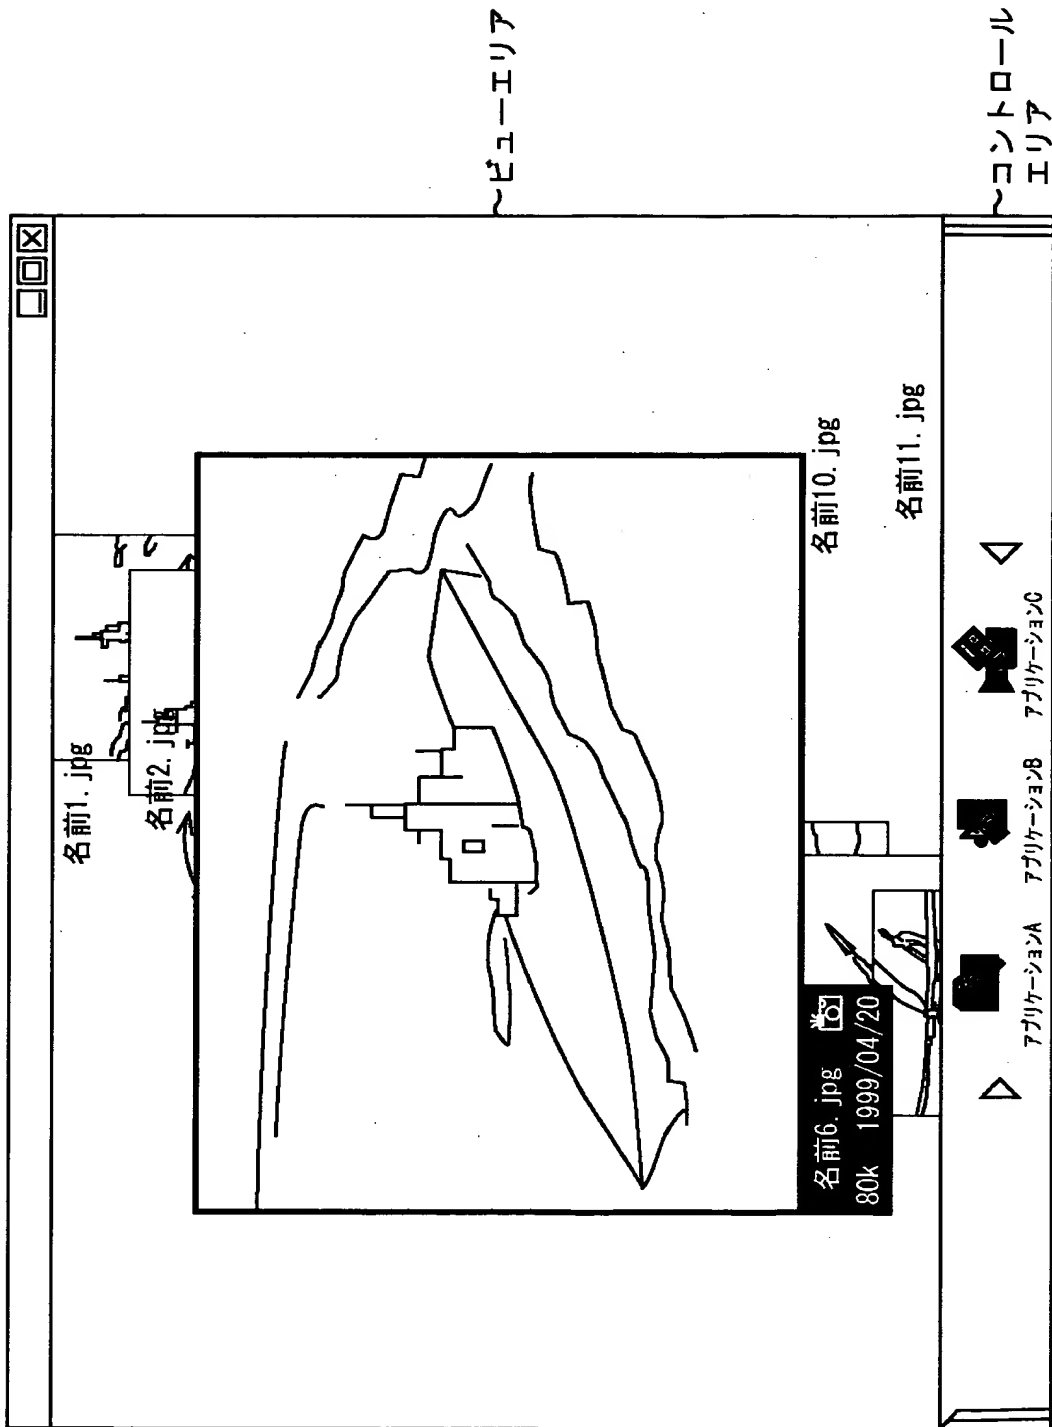 名前1.jpg
名前2.jpg
名前6.jpg
80k 1999/04/20
名前10.jpg
名前11.jpg
アプリケーションA
アプリケーションB
アプリケーションC
~ビューエリア
~コントロール
エリア